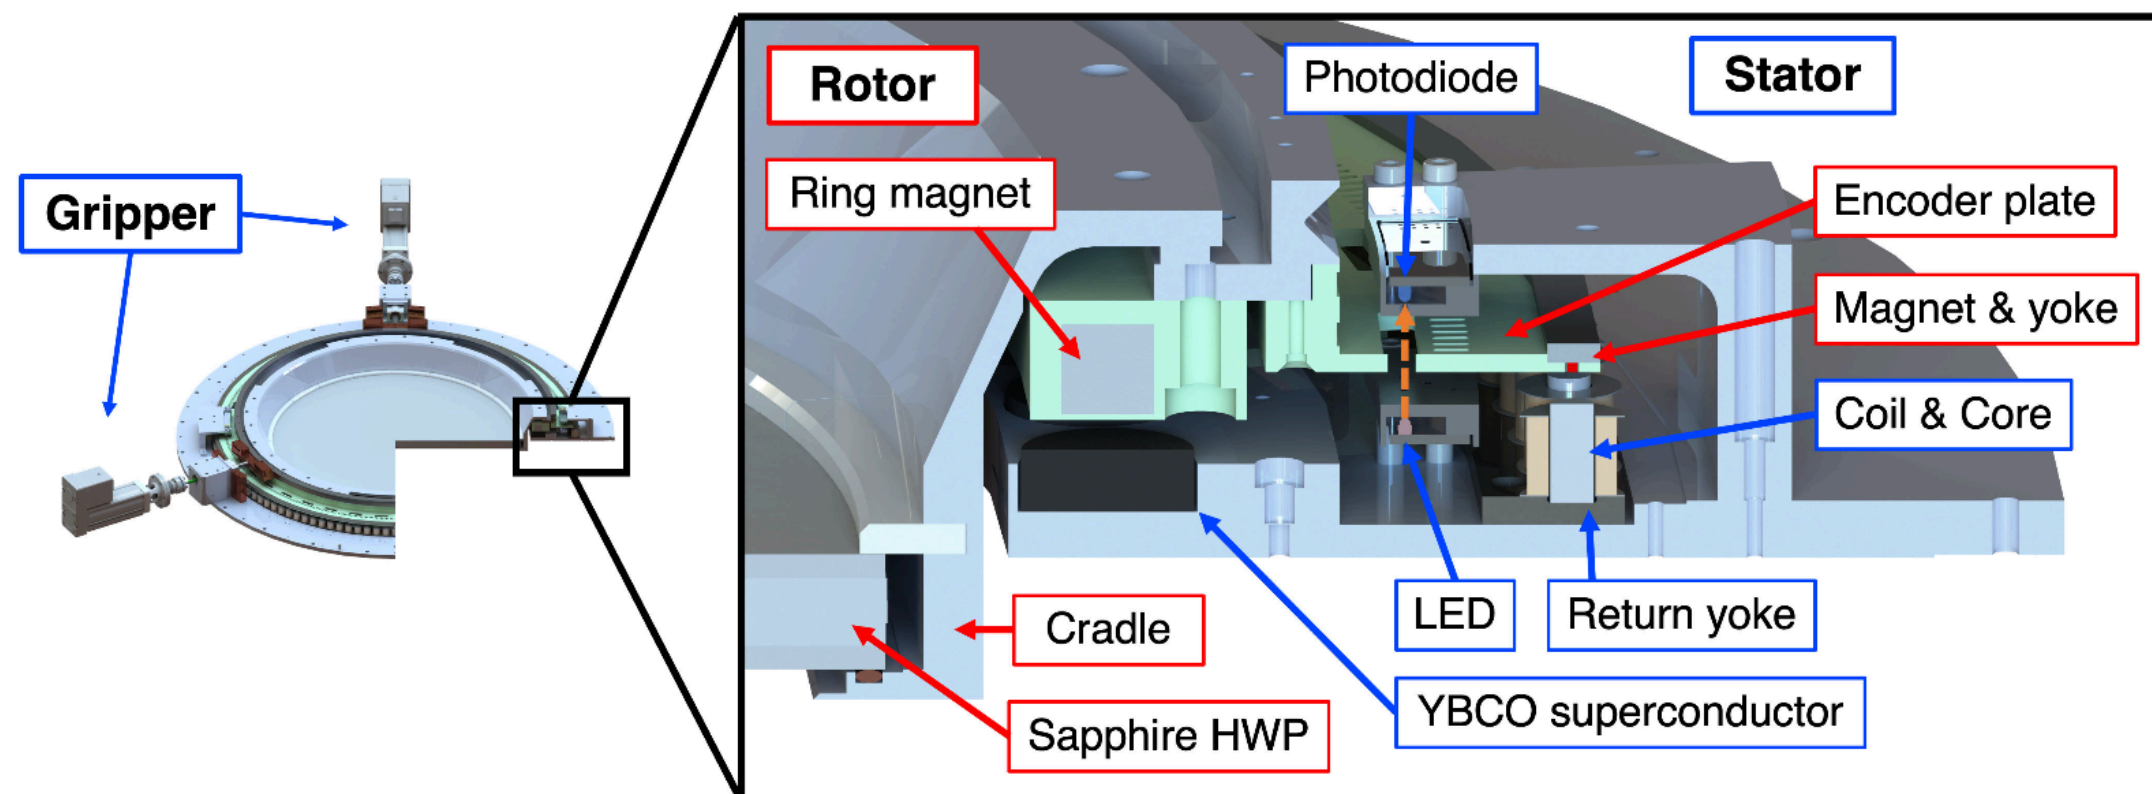 Rotor
Photodiode
Stator
Ring magnet
Encoder plate
Gripper
Magnet & yoke
Coil & Core
LED
Return yoke
Cradle
YBCO superconductor
Sapphire HWP